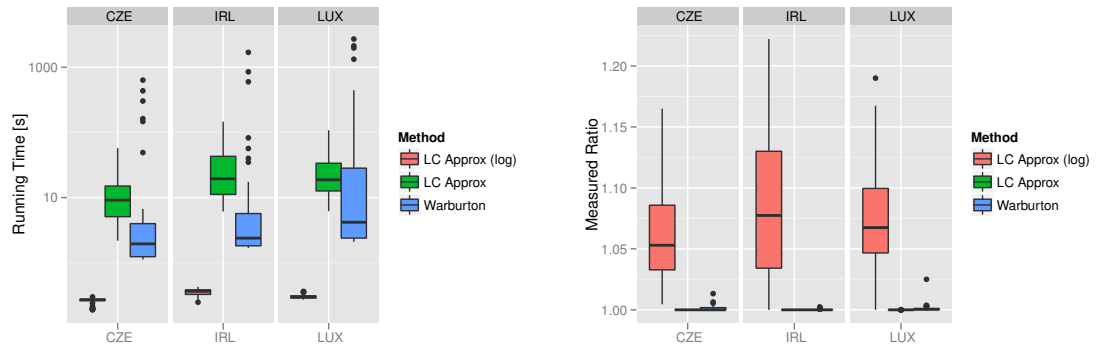 CZE IRL LUX
Running Time [s]
1000
10
CZE IRL LUX
Method
LC Approx (log)
LC Approx
Warburton
CZE IRL LUX
Measured Ratio
1.20
1.15
1.10
1.05
1.00
CZE IRL LUX
Method
LC Approx (log)
LC Approx
Warburton